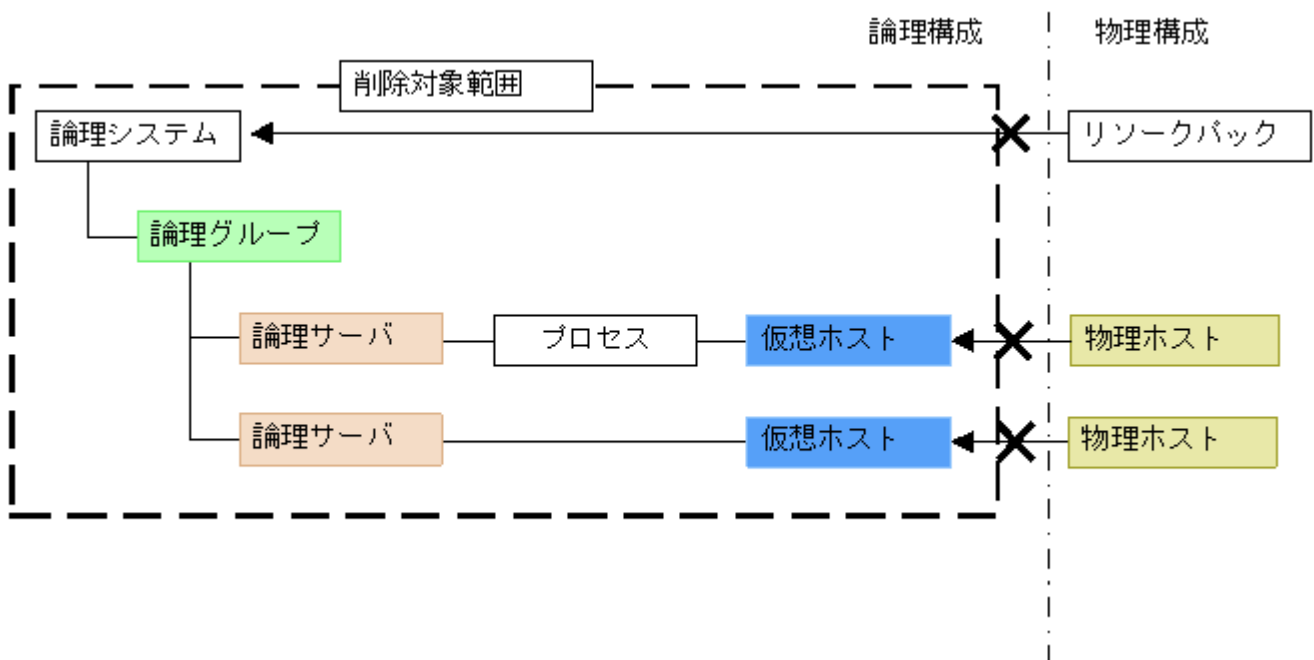 論理構成
物理構成
削除対象範囲
論理システム
リソークパック
論理グループ
論理サーバ
プロセス
仮想ホスト
物理ホスト
論理サーバ
仮想ホスト
物理ホスト